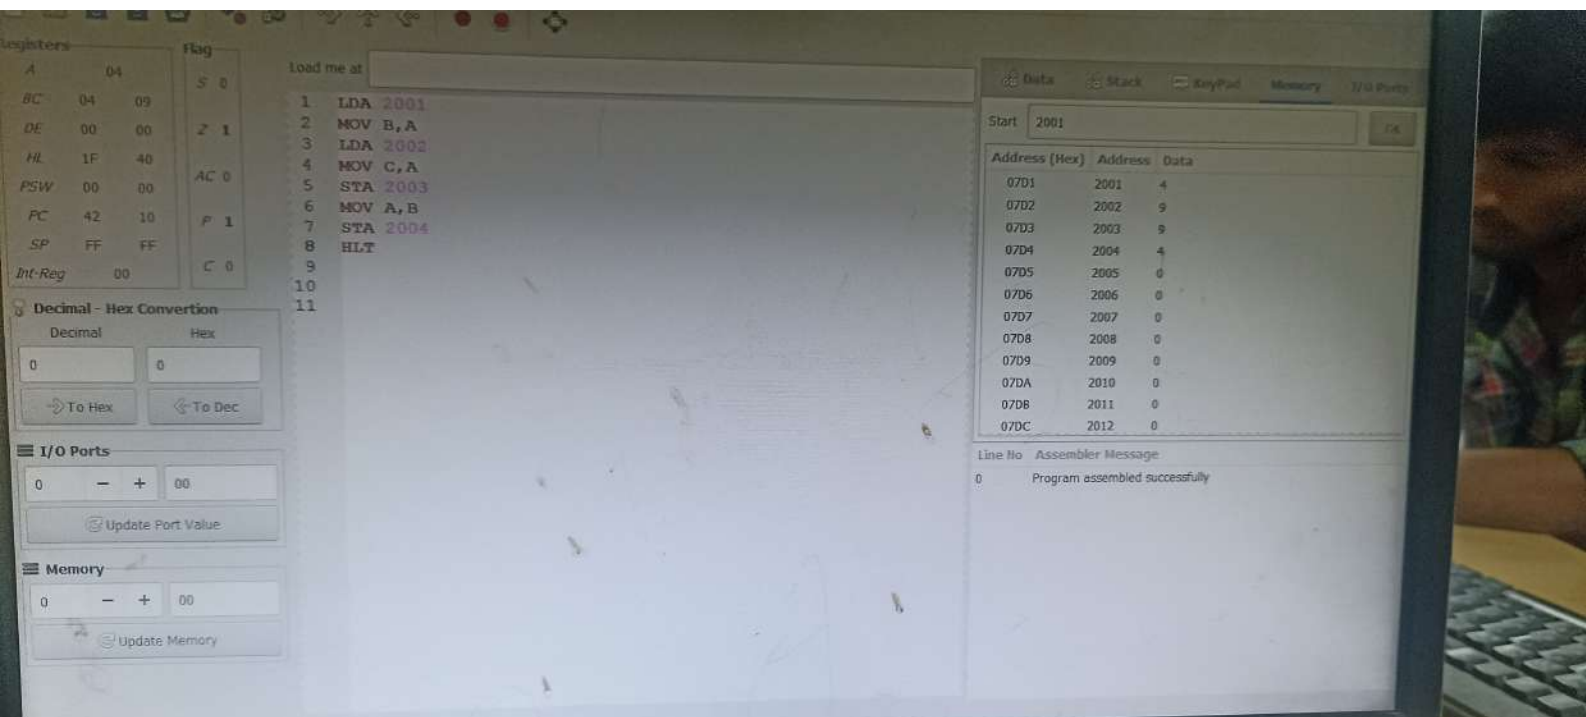 Registers
A 04
BC 04 09
DE 00 00
HL 1F 40
PSW 00 00
PC 42 10
SP FF FF
Int-Reg 00
Flag
S 0
Z 1
AC 0
P 1
C 0
Decimal - Hex Convertion
Decimal Hex
0 0
To Hex To Dec
I/O Ports
0 − + 00
Update Port Value
Memory
0 − + 00
Update Memory
Load me at
1 LDA 2001
2 MOV B,A
3 LDA 2002
4 MOV C,A
5 STA 2003
6 MOV A,B
7 STA 2004
8 HLT
9
10
11
Data Stack KeyPad Memory I/O Ports
Start 2001 OK
Address (Hex) Address Data
07D1 2001 4
07D2 2002 9
07D3 2003 9
07D4 2004 4
07D5 2005 0
07D6 2006 0
07D7 2007 0
07D8 2008 0
07D9 2009 0
07DA 2010 0
07DB 2011 0
07DC 2012 0
Line No Assembler Message
0 Program assembled successfully